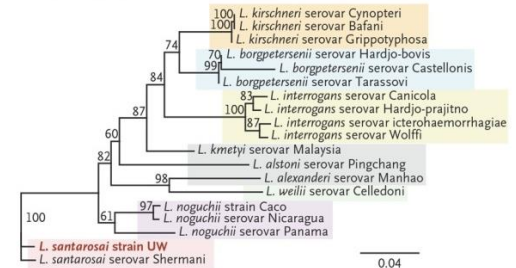 100 L. kirschneri serovar Cynopteri
100 L. kirschneri serovar Bafani
L. kirschneri serovar Grippotyphosa
74
70 L. borgpetersenii serovar Hardjo-bovis
99 L. borgpetersenii serovar Castellonis
L. borgpetersenii serovar Tarassovi
84
83 L. interrogans serovar Canicola
100 L. interrogans serovar Hardjo-prajitno
87 L. interrogans serovar icterohaemorrhagiae
L. interrogans serovar Wolffi
87
60
L. kmetyi serovar Malaysia
82
L. alstoni serovar Pingchang
98 L. alexanderi serovar Manhao
L. weilii serovar Celledoni
97 L. noguchii strain Caco
100
61 L. noguchii serovar Nicaragua
L. noguchii serovar Panama
L. santarosai strain UW
L. santarosai serovar Shermani
0.04